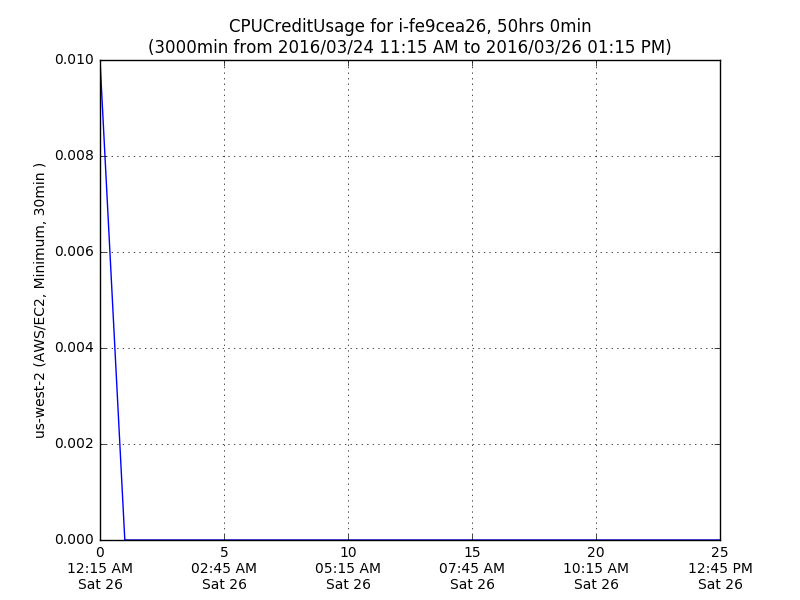 CPUCreditUsage for i-fe9cea26, 50hrs 0min
(3000min from 2016/03/24 11:15 AM to 2016/03/26 01:15 PM)
us-west-2 (AWS/EC2, Minimum, 30min )
0.010
0.008
0.006
0.004
0.002
0.000
0 5 10 15 20 25
12:15 AM 02:45 AM 05:15 AM 07:45 AM 10:15 AM 12:45 PM
Sat 26 Sat 26 Sat 26 Sat 26 Sat 26 Sat 26